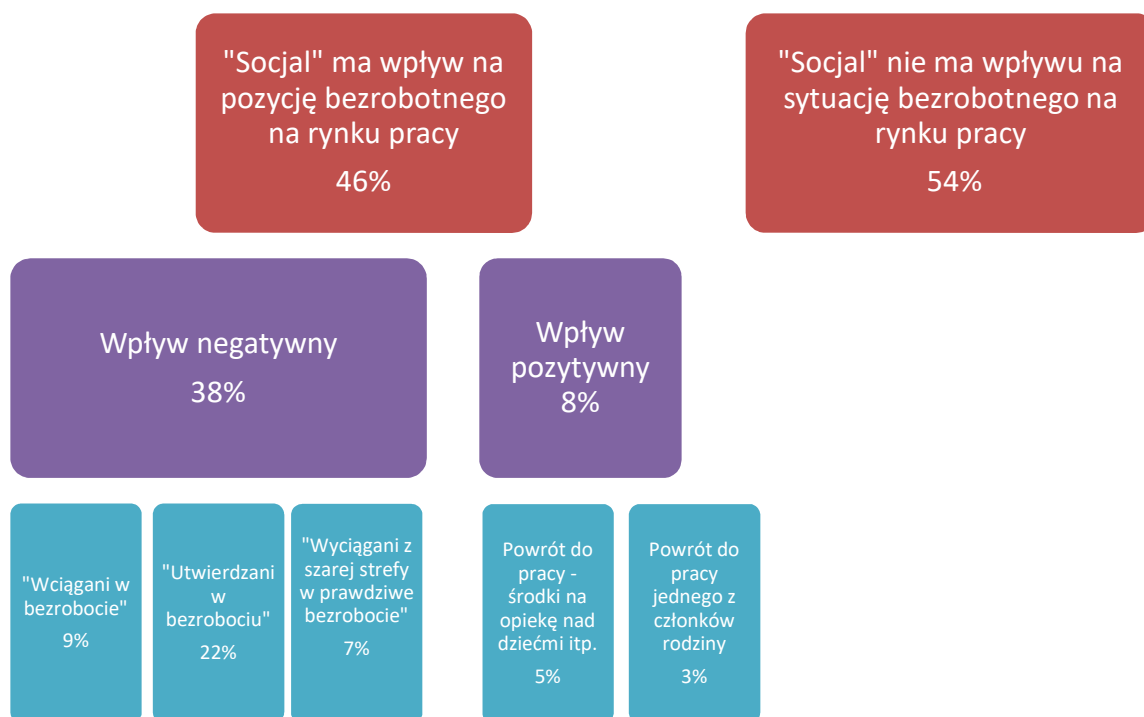 "Socjal" ma wpływ na
pozycję bezrobotnego
na rynku pracy
46%
"Socjal" nie ma wpływu na
sytuację bezrobotnego na
rynku pracy
54%
Wpływ negatywny
38%
Wpływ
pozytywny
8%
"Wciągani w
bezrobocie"
9%
"Utwierdzani
w
bezrobociu"
22%
"Wyciągani z
szarej strefy
w prawdziwe
bezrobocie"
7%
Powrót do
pracy -
środki na
opiekę nad
dziećmi itp.
5%
Powrót do
pracy
jednego z
członków
rodziny
3%